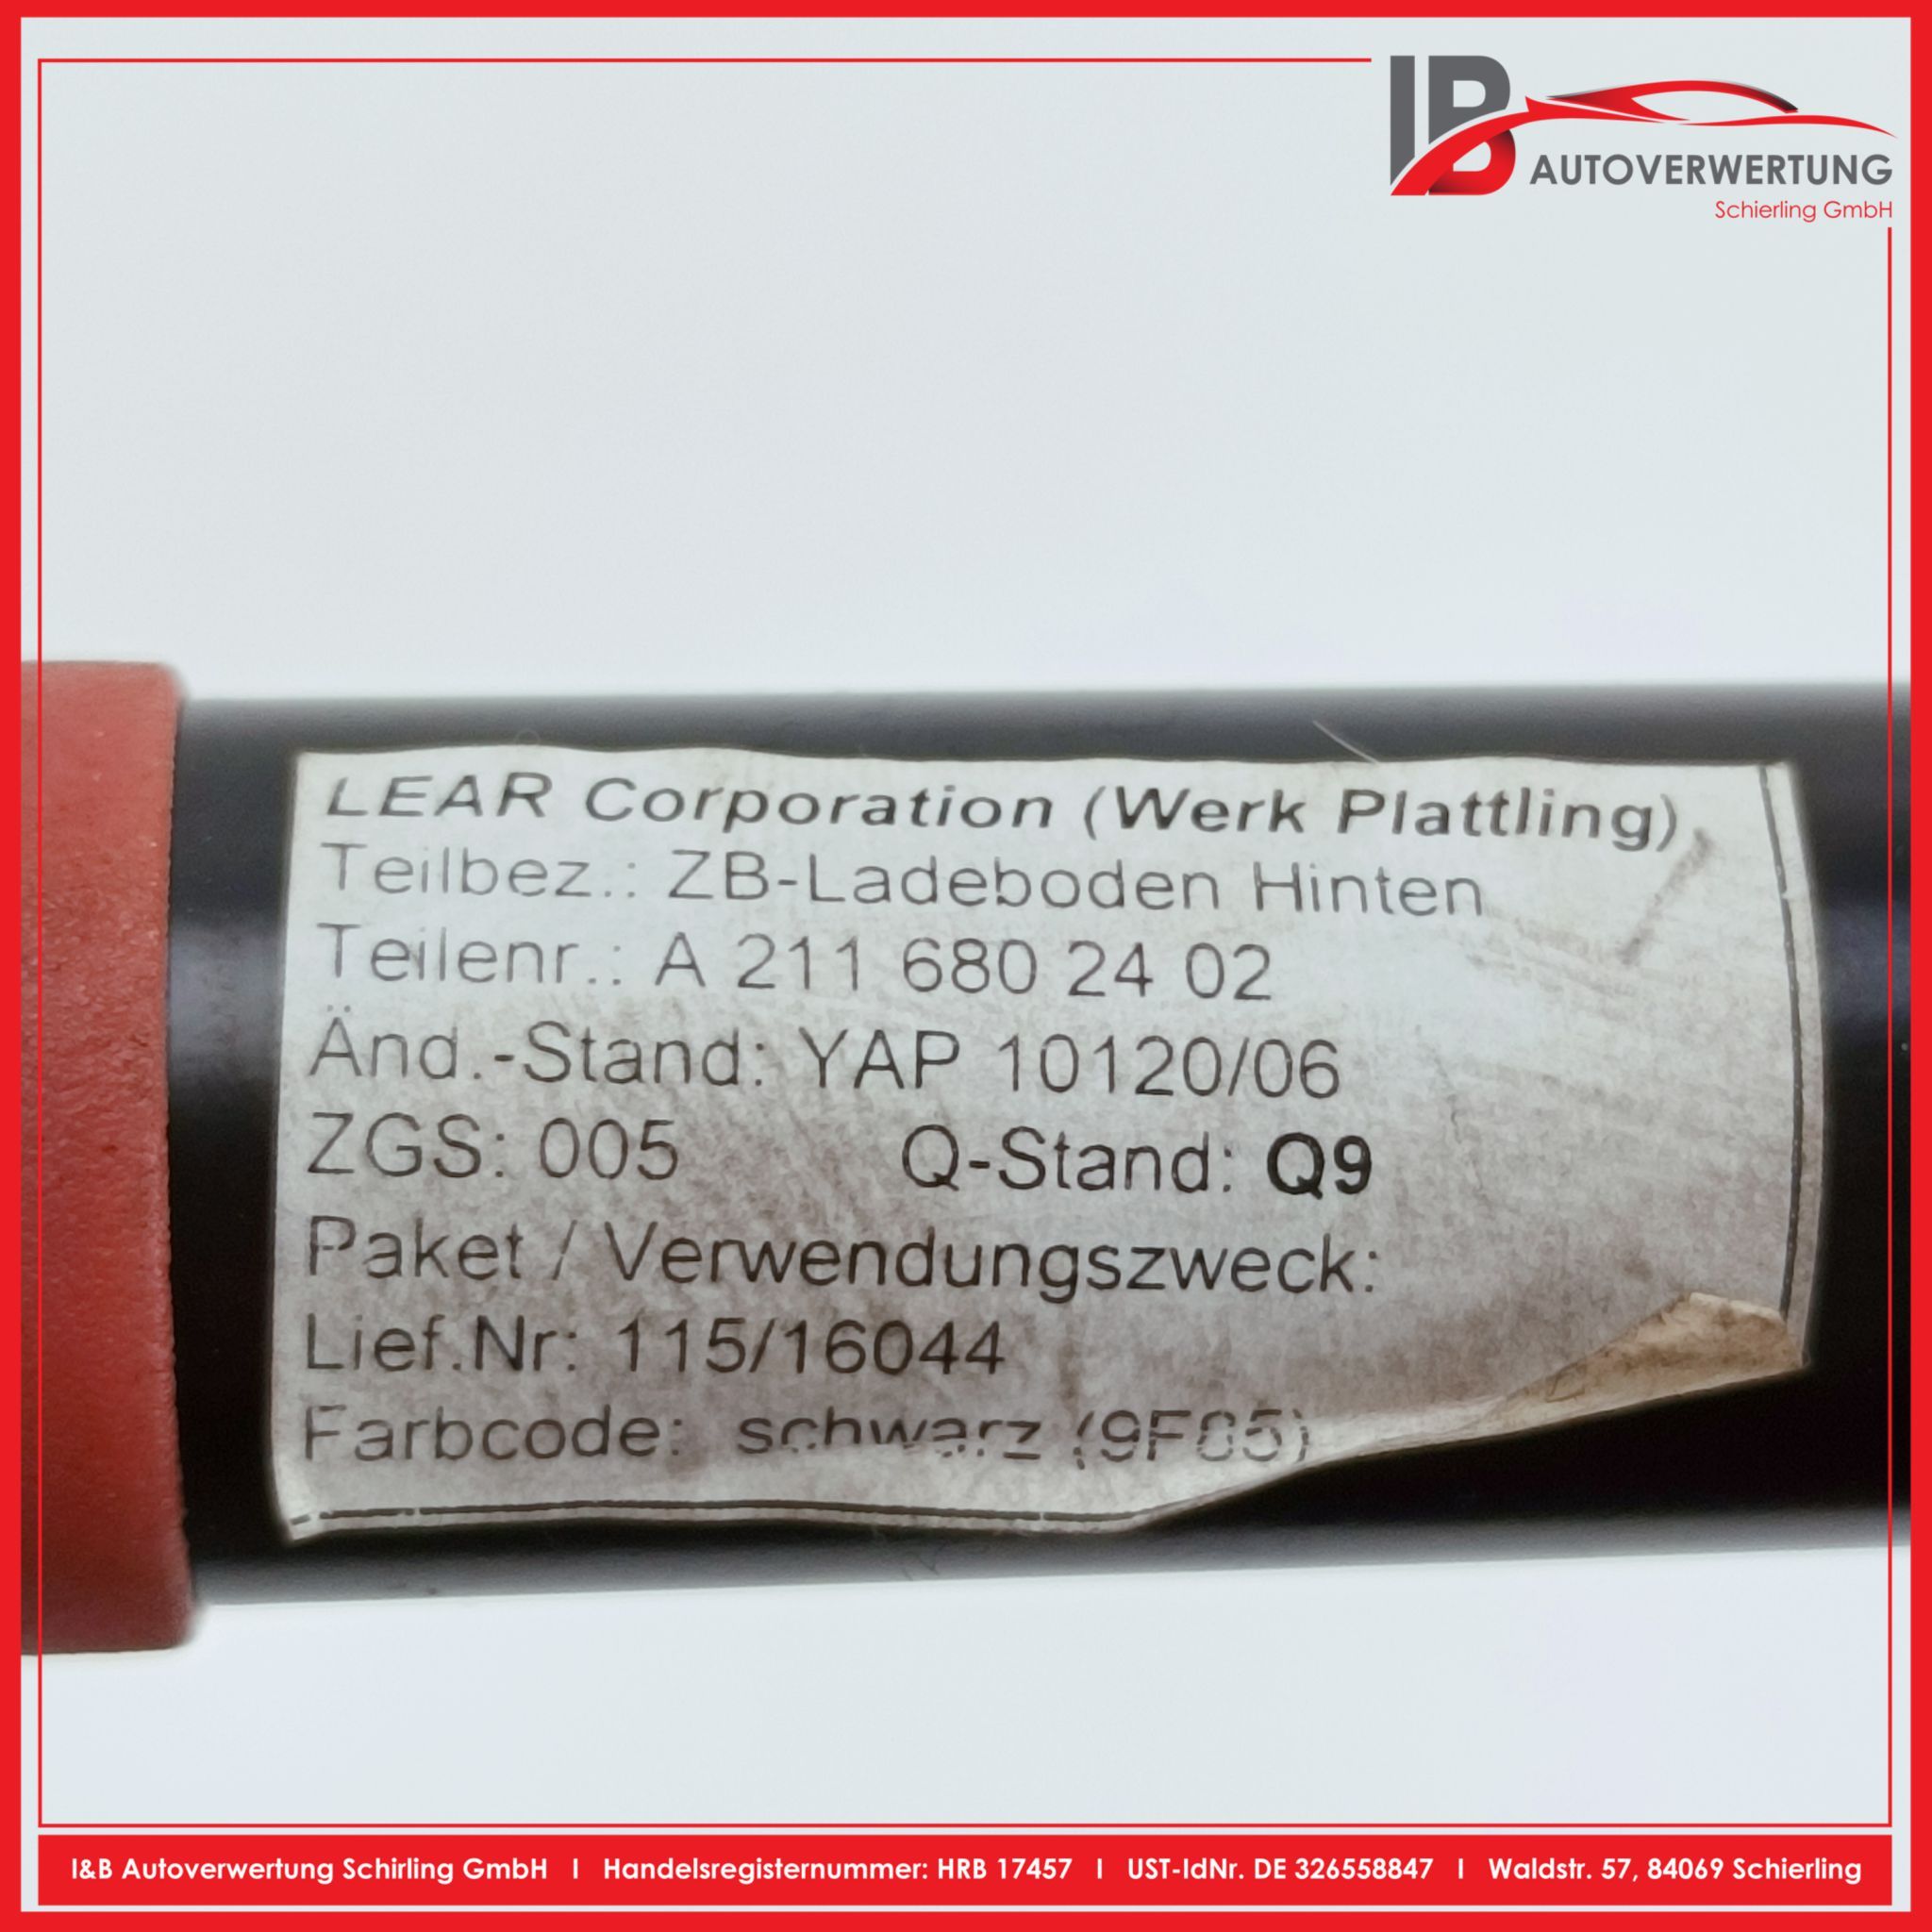 IB
AUTOVERWERTUNG
Schierling GmbH
LEAR Corporation (Werk Plattling)
Teilbez.: ZB-Ladeboden Hinten
Teilenr.: A 211 680 24 02
Änd.-Stand: YAP 10120/06
ZGS: 005 Q-Stand: Q9
Paket / Verwendungszweck:
Lief.Nr: 115/16044
Farbcode: schwarz (9F05)
I&B Autoverwertung Schirling GmbH I Handelsregisternummer: HRB 17457 I UST-IdNr. DE 326558847 I Waldstr. 57, 84069 Schierling